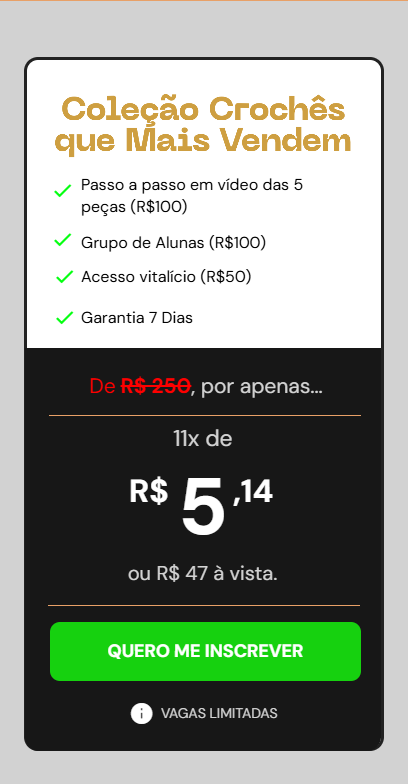 Coleção Crochês
que Mais Vendem
Passo a passo em vídeo das 5
peças (R$100)
Grupo de Alunas (R$100)
Acesso vitalício (R$50)
Garantia 7 Dias
De R$ 250, por apenas...
11x de
R$ 5,14
ou R$ 47 à vista.
QUERO ME INSCREVER
VAGAS LIMITADAS